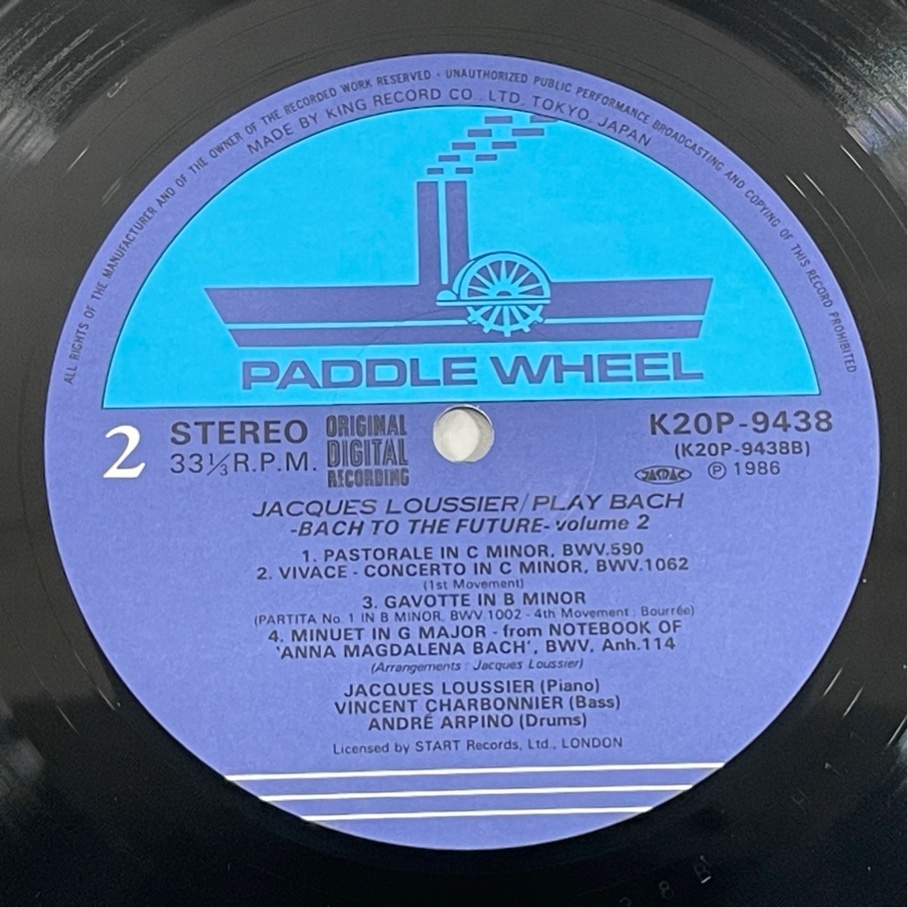 ALL RIGHTS OF THE MANUFACTURER AND OF THE OWNER OF THE RECORDED WORK RESERVED · UNAUTHORIZED PUBLIC PERFORMANCE BROADCASTING AND COPYING OF THIS RECORD PROHIBITED
MADE BY KING RECORD CO., LTD. TOKYO, JAPAN
PADDLE WHEEL
2
STEREO
33⅓R.P.M.
ORIGINAL
DIGITAL
RECORDING
K20P-9438
(K20P-9438B)
JASRAC ℗ 1986
JACQUES LOUSSIER/PLAY BACH
-BACH TO THE FUTURE- volume 2
1. PASTORALE IN C MINOR, BWV.590
2. VIVACE - CONCERTO IN C MINOR, BWV.1062
(1st Movement)
3. GAVOTTE IN B MINOR
(PARTITA No. 1 IN B MINOR, BWV.1002 - 4th Movement : Bourrée)
4. MINUET IN G MAJOR - from NOTEBOOK OF
'ANNA MAGDALENA BACH', BWV. Anh.114
(Arrangements : Jacques Loussier)
JACQUES LOUSSIER (Piano)
VINCENT CHARBONNIER (Bass)
ANDRÉ ARPINO (Drums)
Licensed by START Records, Ltd., LONDON